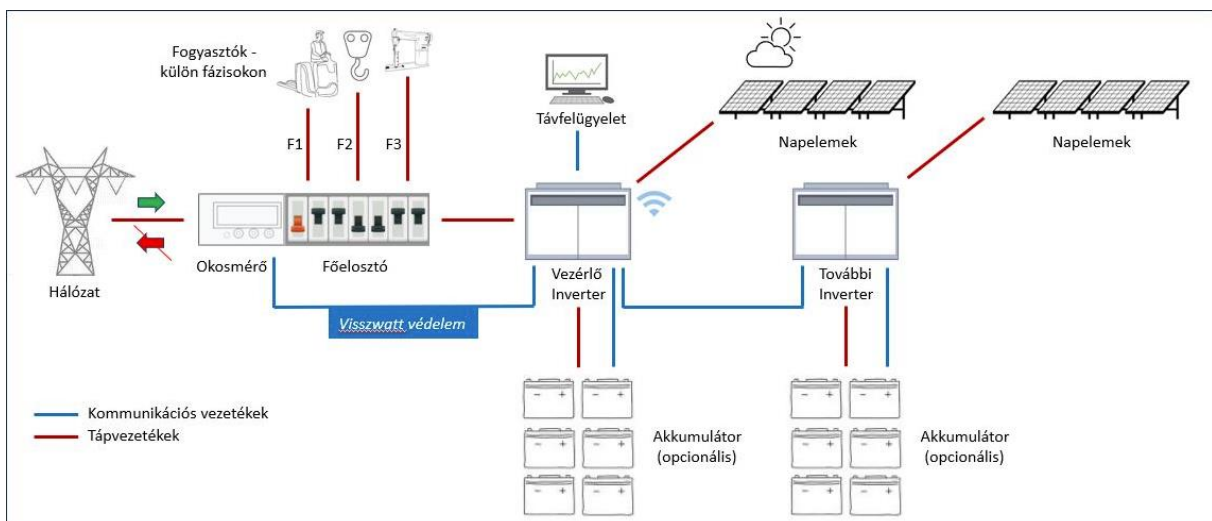 Fogyasztók -
külön fázisokon
F1
F2
F3
Távfelügyelet
Napelemek
Napelemek
Hálózat
Okosmérő
Főelosztó
Vezérlő
Inverter
További
Inverter
Visszwatt védelem
Kommunikációs vezetékek
Tápvezetékek
Akkumulátor
(opcionális)
Akkumulátor
(opcionális)